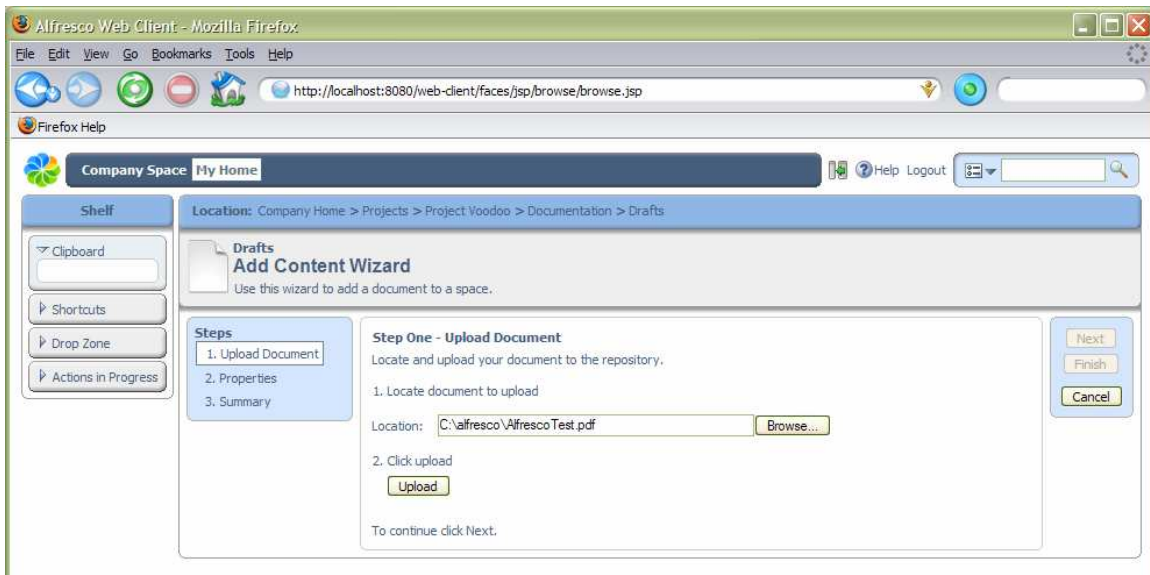 Alfresco Web Client - Mozilla Firefox
File Edit View Go Bookmarks Tools Help
http://localhost:8080/web-client/faces/jsp/browse/browse.jsp
Firefox Help
Company Space My Home Help Logout
Shelf
Clipboard
Shortcuts
Drop Zone
Actions in Progress
Location: Company Home > Projects > Project Voodoo > Documentation > Drafts
Drafts
Add Content Wizard
Use this wizard to add a document to a space.
Steps
1. Upload Document
2. Properties
3. Summary
Step One - Upload Document
Locate and upload your document to the repository.
1. Locate document to upload
Location: C:\alfresco\AlfrescoTest.pdf Browse...
2. Click upload
Upload
To continue click Next.
Next
Finish
Cancel